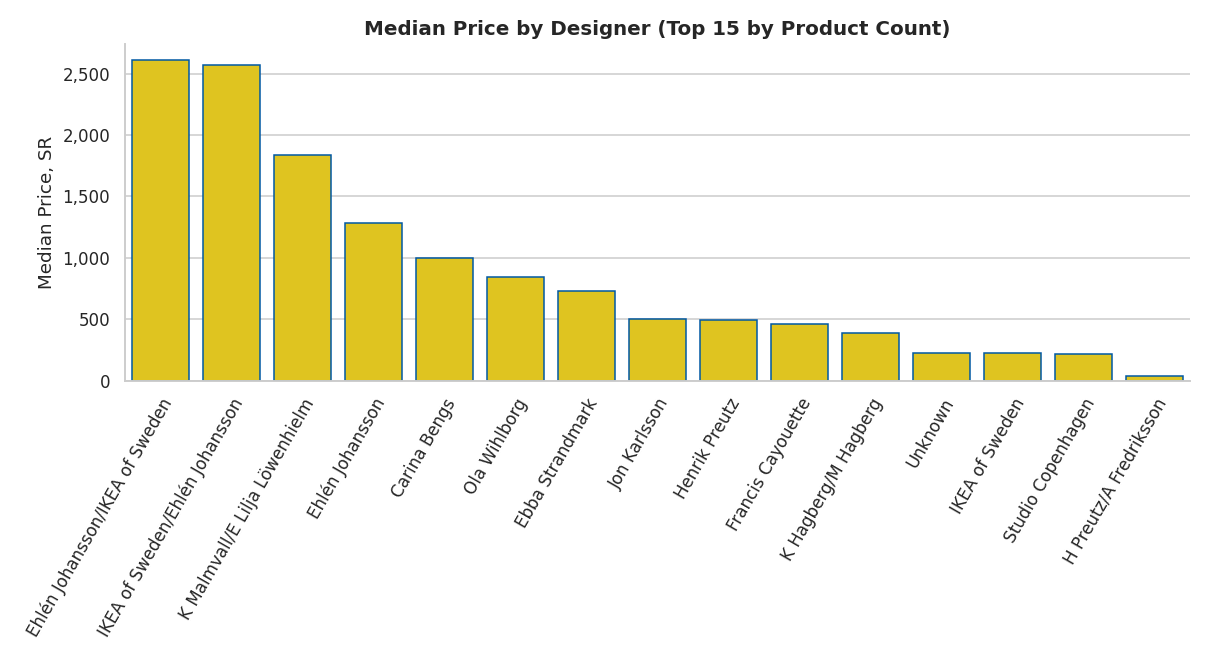 Median Price by Designer (Top 15 by Product Count)
Median Price, SR
2,500
2,000
1,500
1,000
500
0
Ehlén Johansson/IKEA of Sweden
IKEA of Sweden/Ehlén Johansson
K Malmvall/E Lilja Löwenhielm
Ehlén Johansson
Carina Bengs
Ola Wihlborg
Ebba Strandmark
Jon Karlsson
Henrik Preutz
Francis Cayouette
K Hagberg/M Hagberg
Unknown
IKEA of Sweden
Studio Copenhagen
H Preutz/A Fredriksson